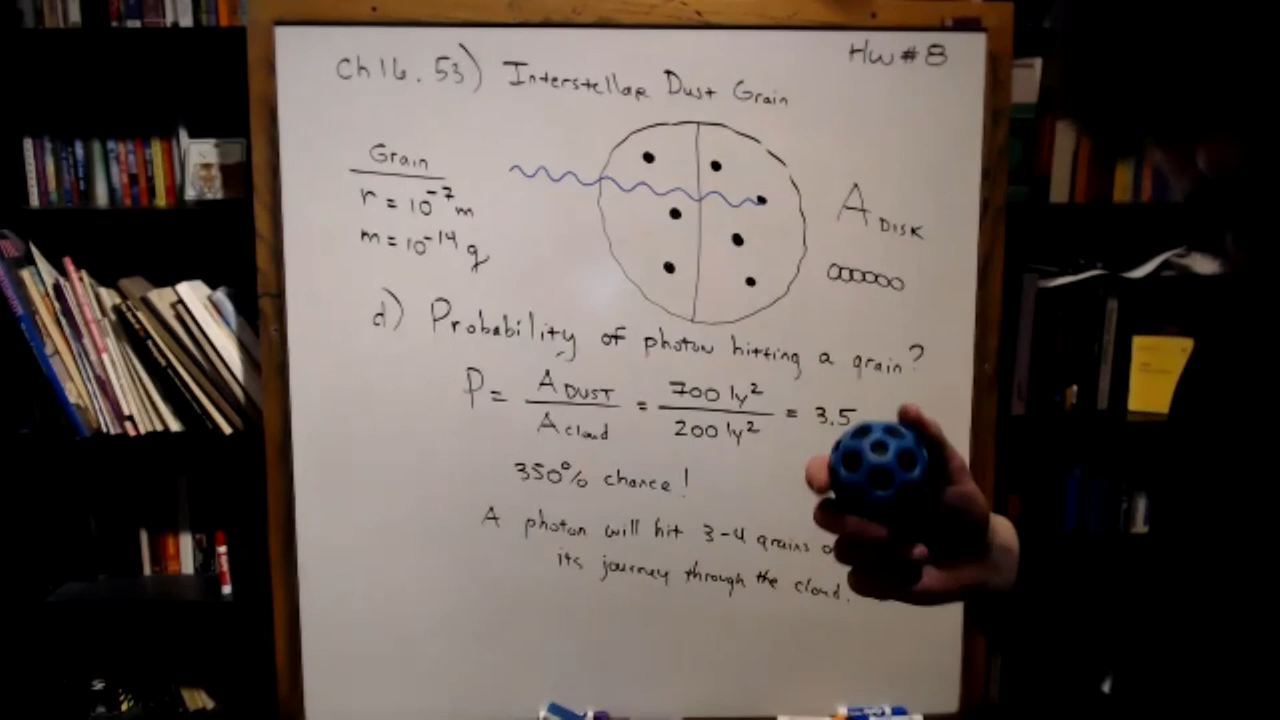 HW # 8
Ch 16. 53) Interstellar Dust Grain
Grain
r = 10⁻⁷ m
m = 10⁻¹⁴ g
A DISK
d) Probability of photon hitting a grain?
P = A DUST / A cloud = 700 ly² / 200 ly² = 3.5
350% chance!
A photon will hit 3-4 grains
its journey through the cloud.